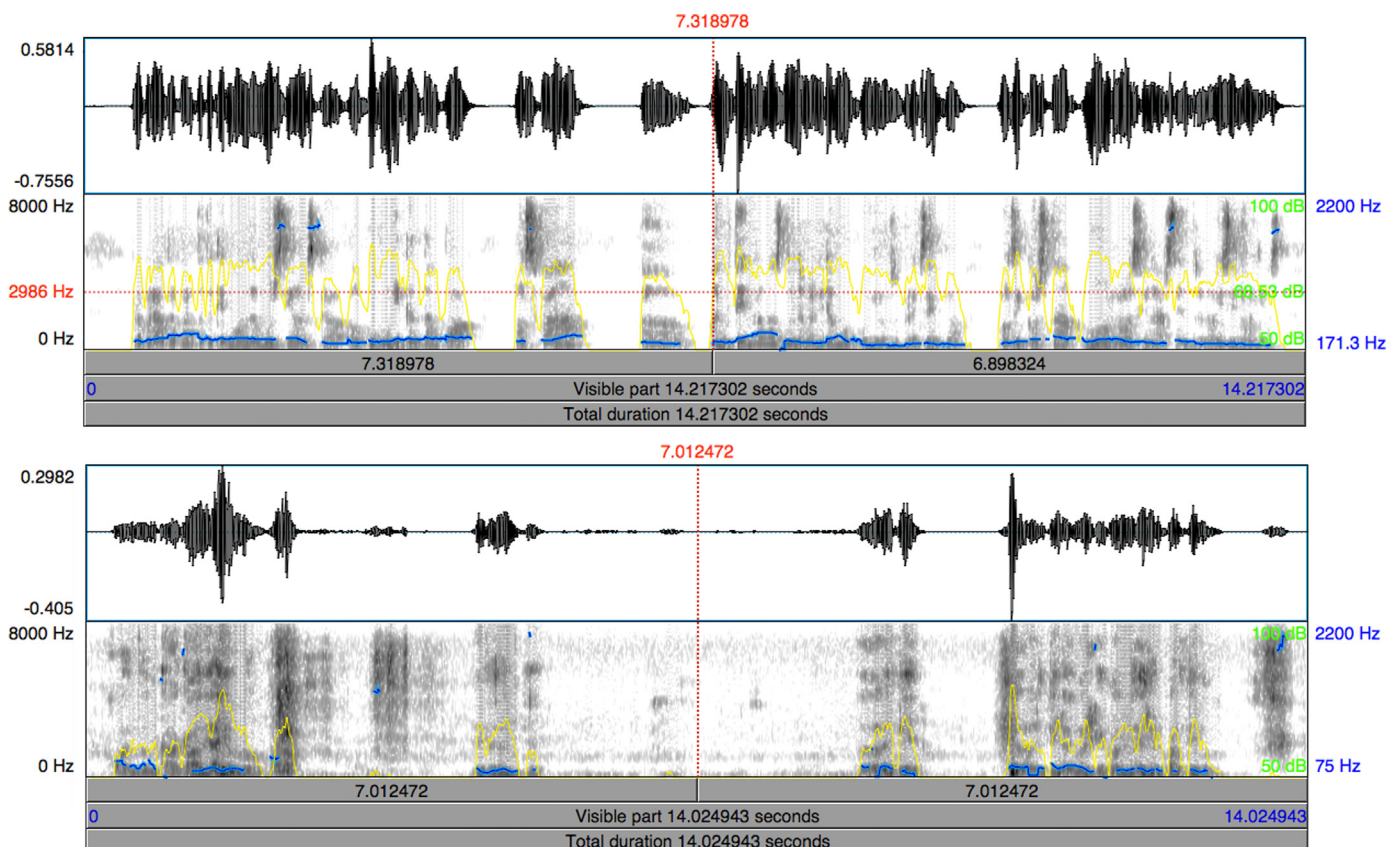 7.318978
0.5814
-0.7556
8000 Hz 100 dB 2200 Hz
2986 Hz 68.53 dB
0 Hz 50 dB 171.3 Hz
7.318978 6.898324
0 Visible part 14.217302 seconds 14.217302
Total duration 14.217302 seconds
7.012472
0.2982
-0.405
8000 Hz 100 dB 2200 Hz
0 Hz 50 dB 75 Hz
7.012472 7.012472
0 Visible part 14.024943 seconds 14.024943
Total duration 14.024943 seconds